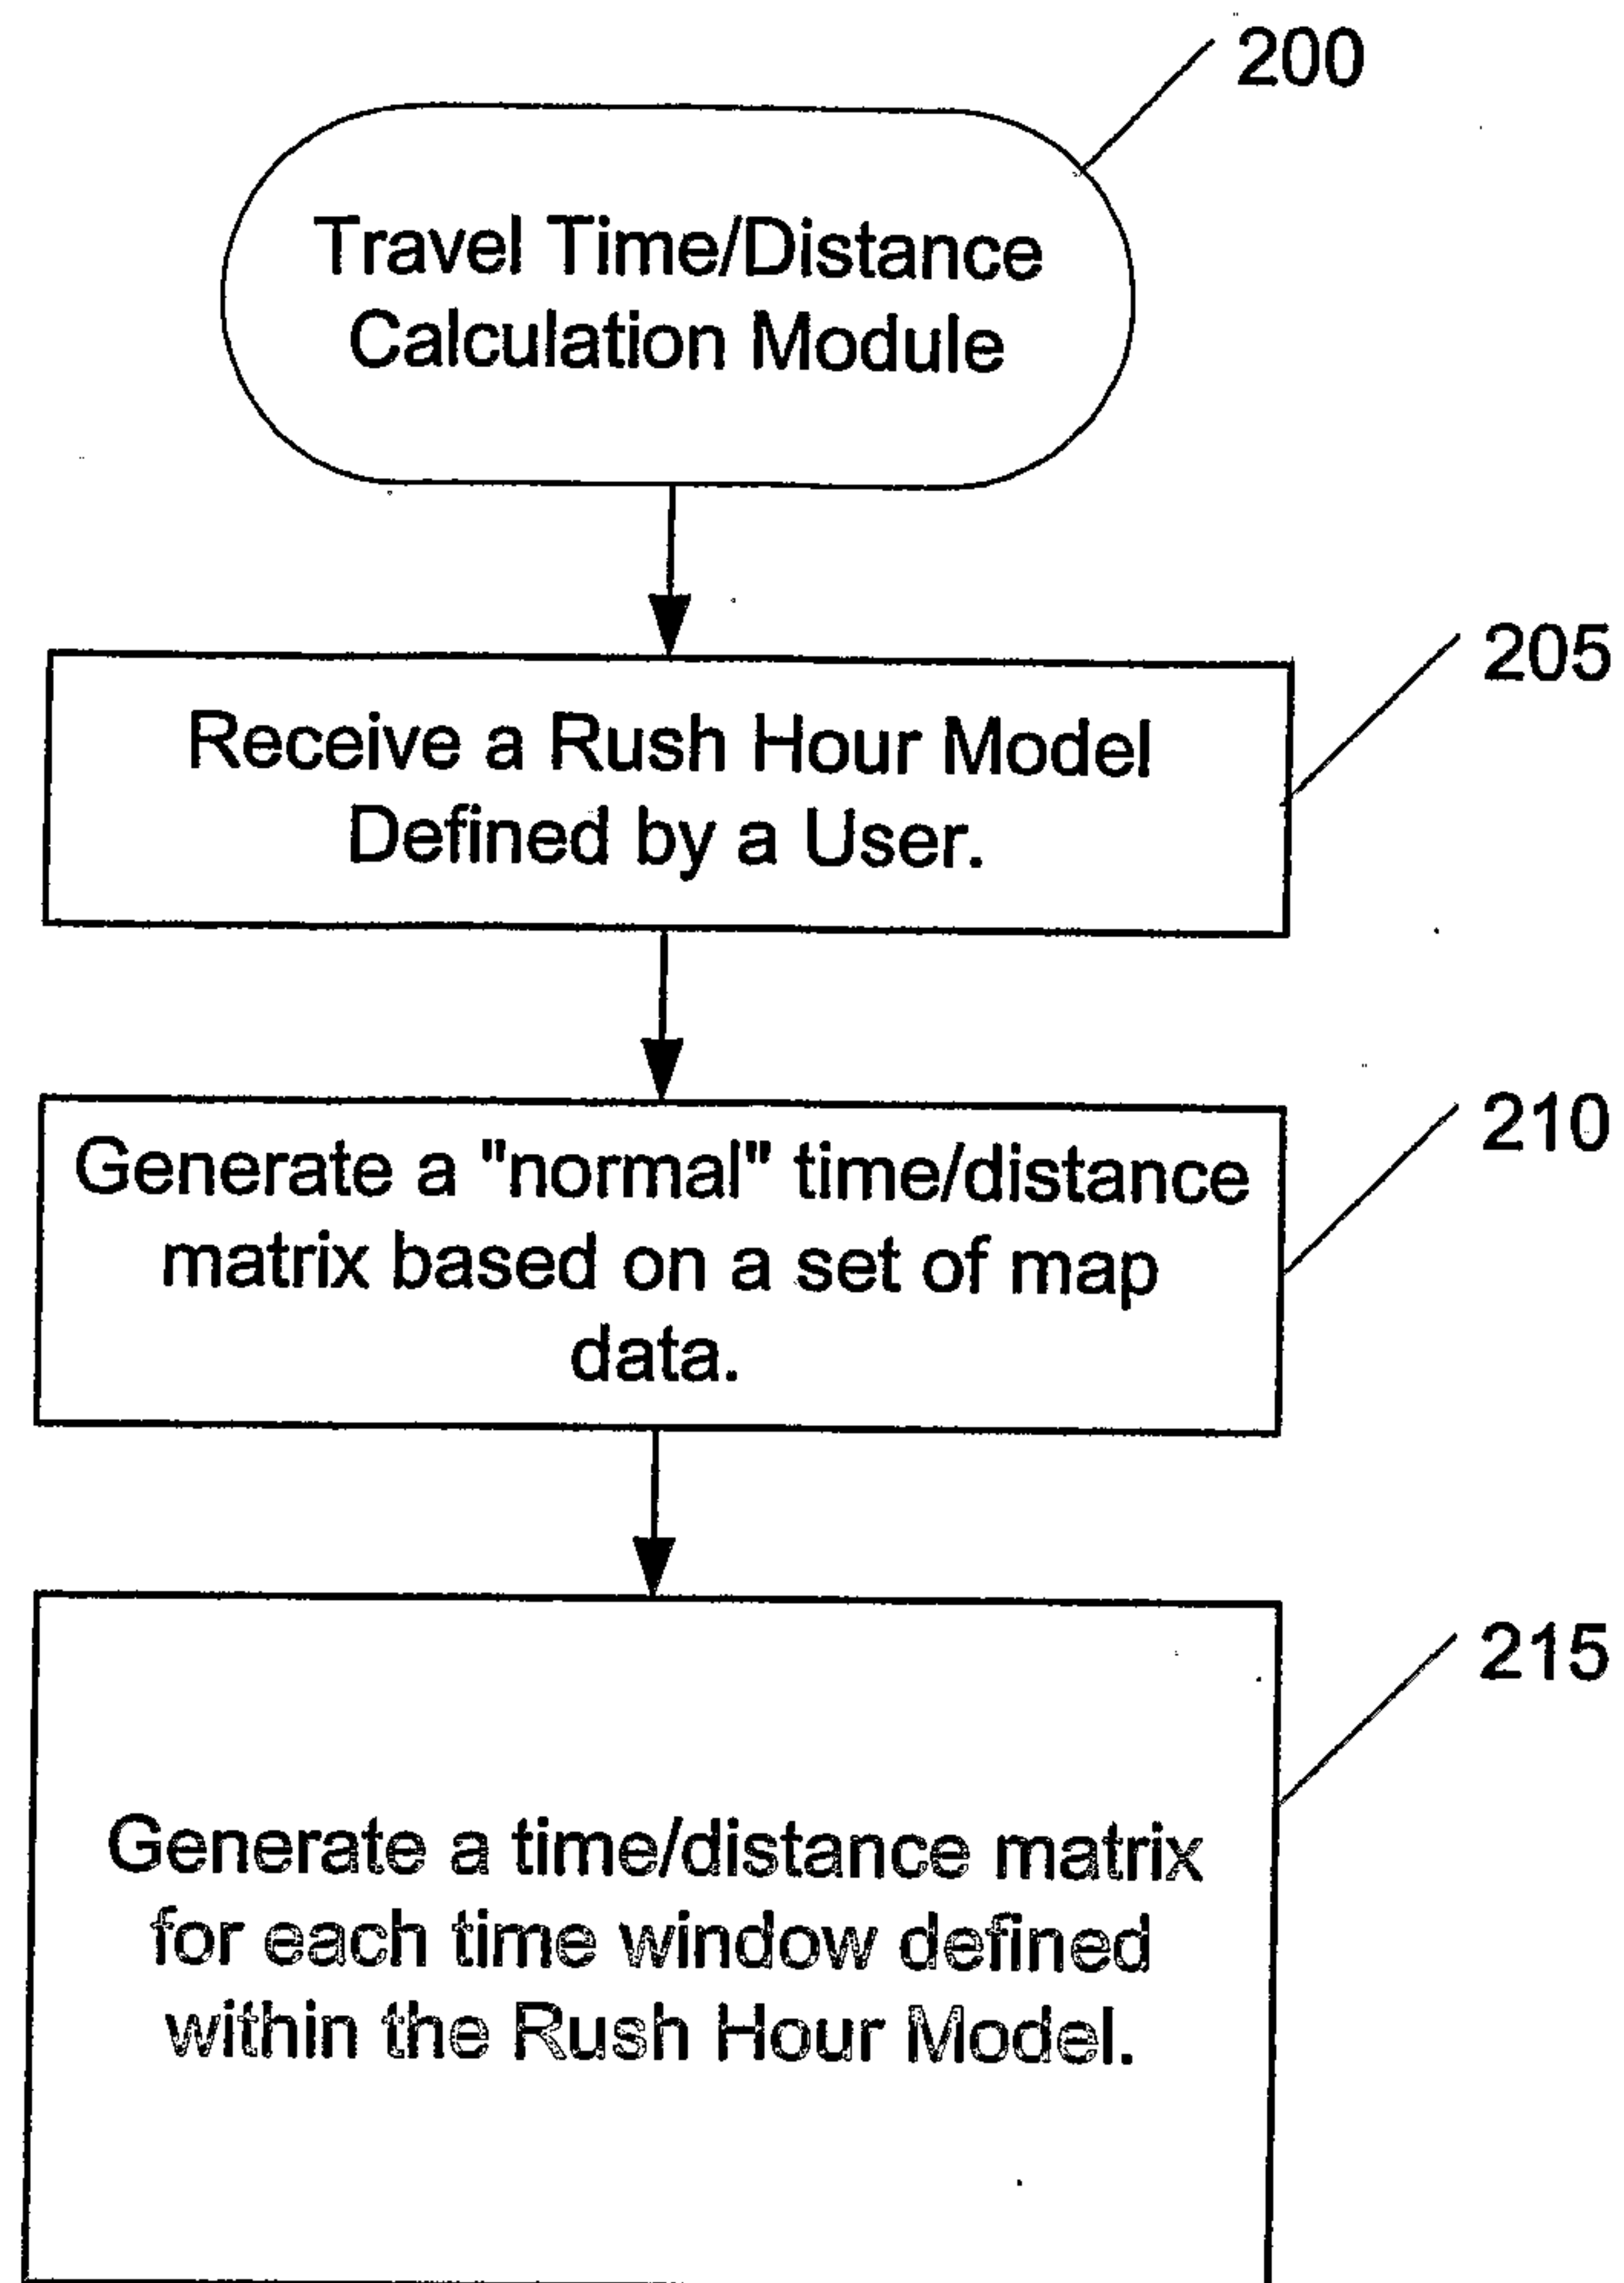 200
Travel Time/Distance
Calculation Module
205
Receive a Rush Hour Model
Defined by a User.
210
Generate a "normal" time/distance
matrix based on a set of map
data.
215
Generate a time/distance matrix
for each time window defined
within the Rush Hour Model.